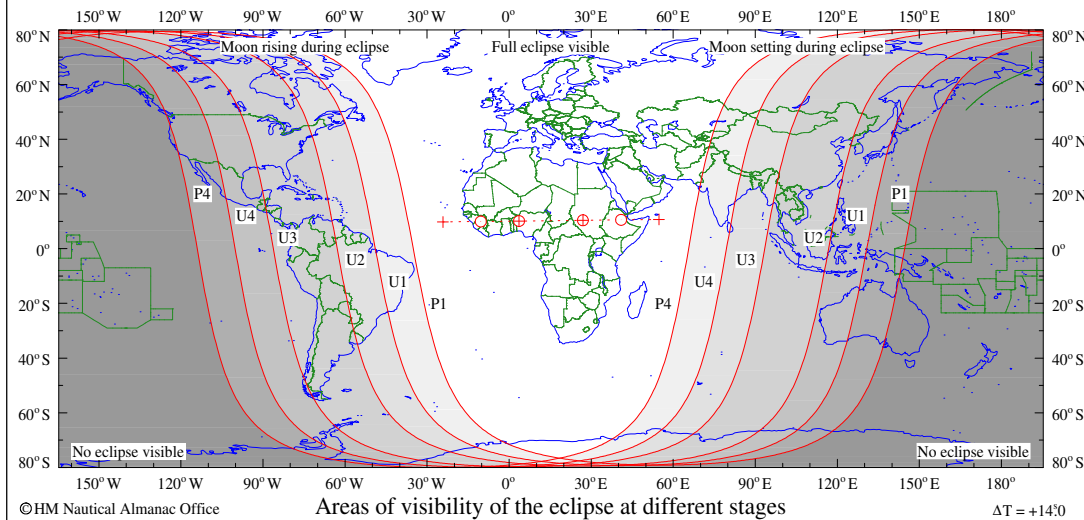 150° W 120° W 90° W 60° W 30° W 0° 30° E 60° E 90° E 120° E 150° E 180°
80° N 80° N
Moon rising during eclipse Full eclipse visible Moon setting during eclipse
60° N 60° N
40° N 40° N
20° N 20° N
P4 P1
U4 U1
U3 U2
0° 0°
U2 U3
U1 U4
P1 P4
20° S 20° S
40° S 40° S
60° S 60° S
No eclipse visible No eclipse visible
80° S 80° S
150° W 120° W 90° W 60° W 30° W 0° 30° E 60° E 90° E 120° E 150° E 180°
© HM Nautical Almanac Office Areas of visibility of the eclipse at different stages ΔT = +14ˢ.0